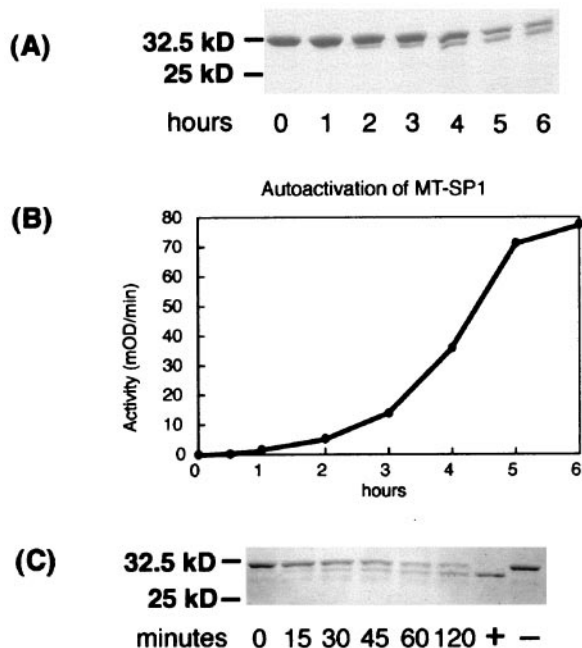 (A)
32.5 kD
25 kD
hours 0 1 2 3 4 5 6
Autoactivation of MT-SP1
(B)
Activity (mOD/min)
80
70
60
50
40
30
20
10
0
0 1 2 3 4 5 6
hours
(C)
32.5 kD
25 kD
minutes 0 15 30 45 60 120 + −